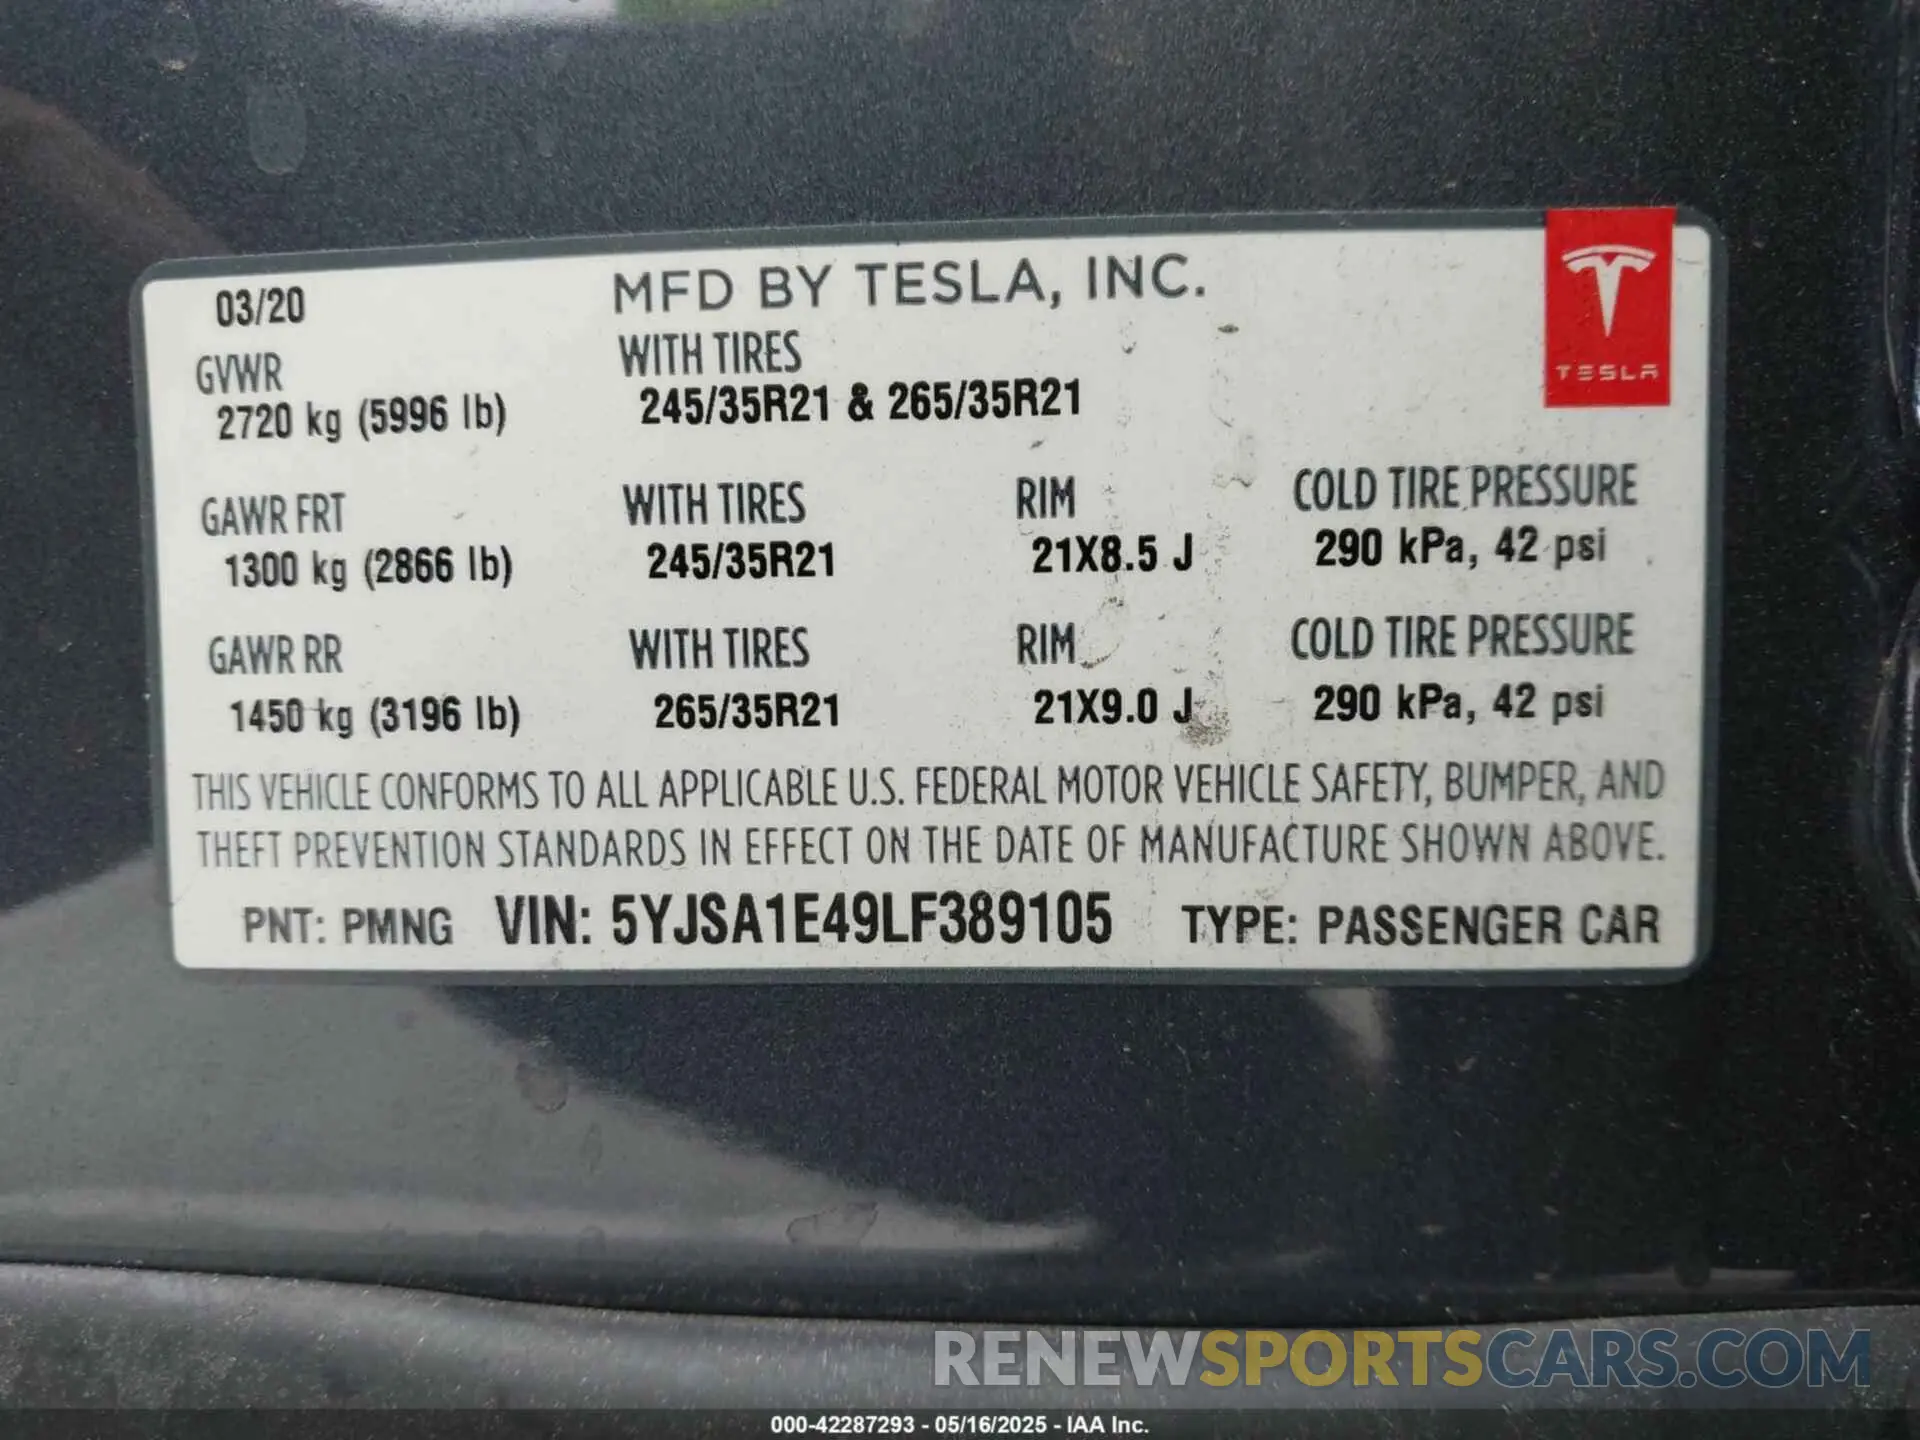 03/20 MFD BY TESLA, INC.
TESLA
GVWR WITH TIRES
2720 kg (5996 lb) 245/35R21 & 265/35R21
GAWR FRT WITH TIRES RIM COLD TIRE PRESSURE
1300 kg (2866 lb) 245/35R21 21X8.5 J 290 kPa, 42 psi
GAWR RR WITH TIRES RIM COLD TIRE PRESSURE
1450 kg (3196 lb) 265/35R21 21X9.0 J 290 kPa, 42 psi
THIS VEHICLE CONFORMS TO ALL APPLICABLE U.S. FEDERAL MOTOR VEHICLE SAFETY, BUMPER, AND
THEFT PREVENTION STANDARDS IN EFFECT ON THE DATE OF MANUFACTURE SHOWN ABOVE.
PNT: PMNG VIN: 5YJSA1E49LF389105 TYPE: PASSENGER CAR
RENEWSPORTSCARS.COM
000-42287293 - 05/16/2025 - IAA Inc.